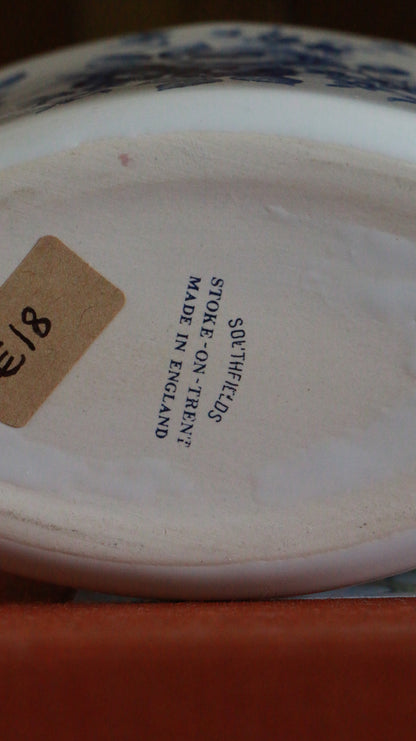 SOUTHFIELDS
STOKE-ON-TRENT
MADE IN ENGLAND
€18